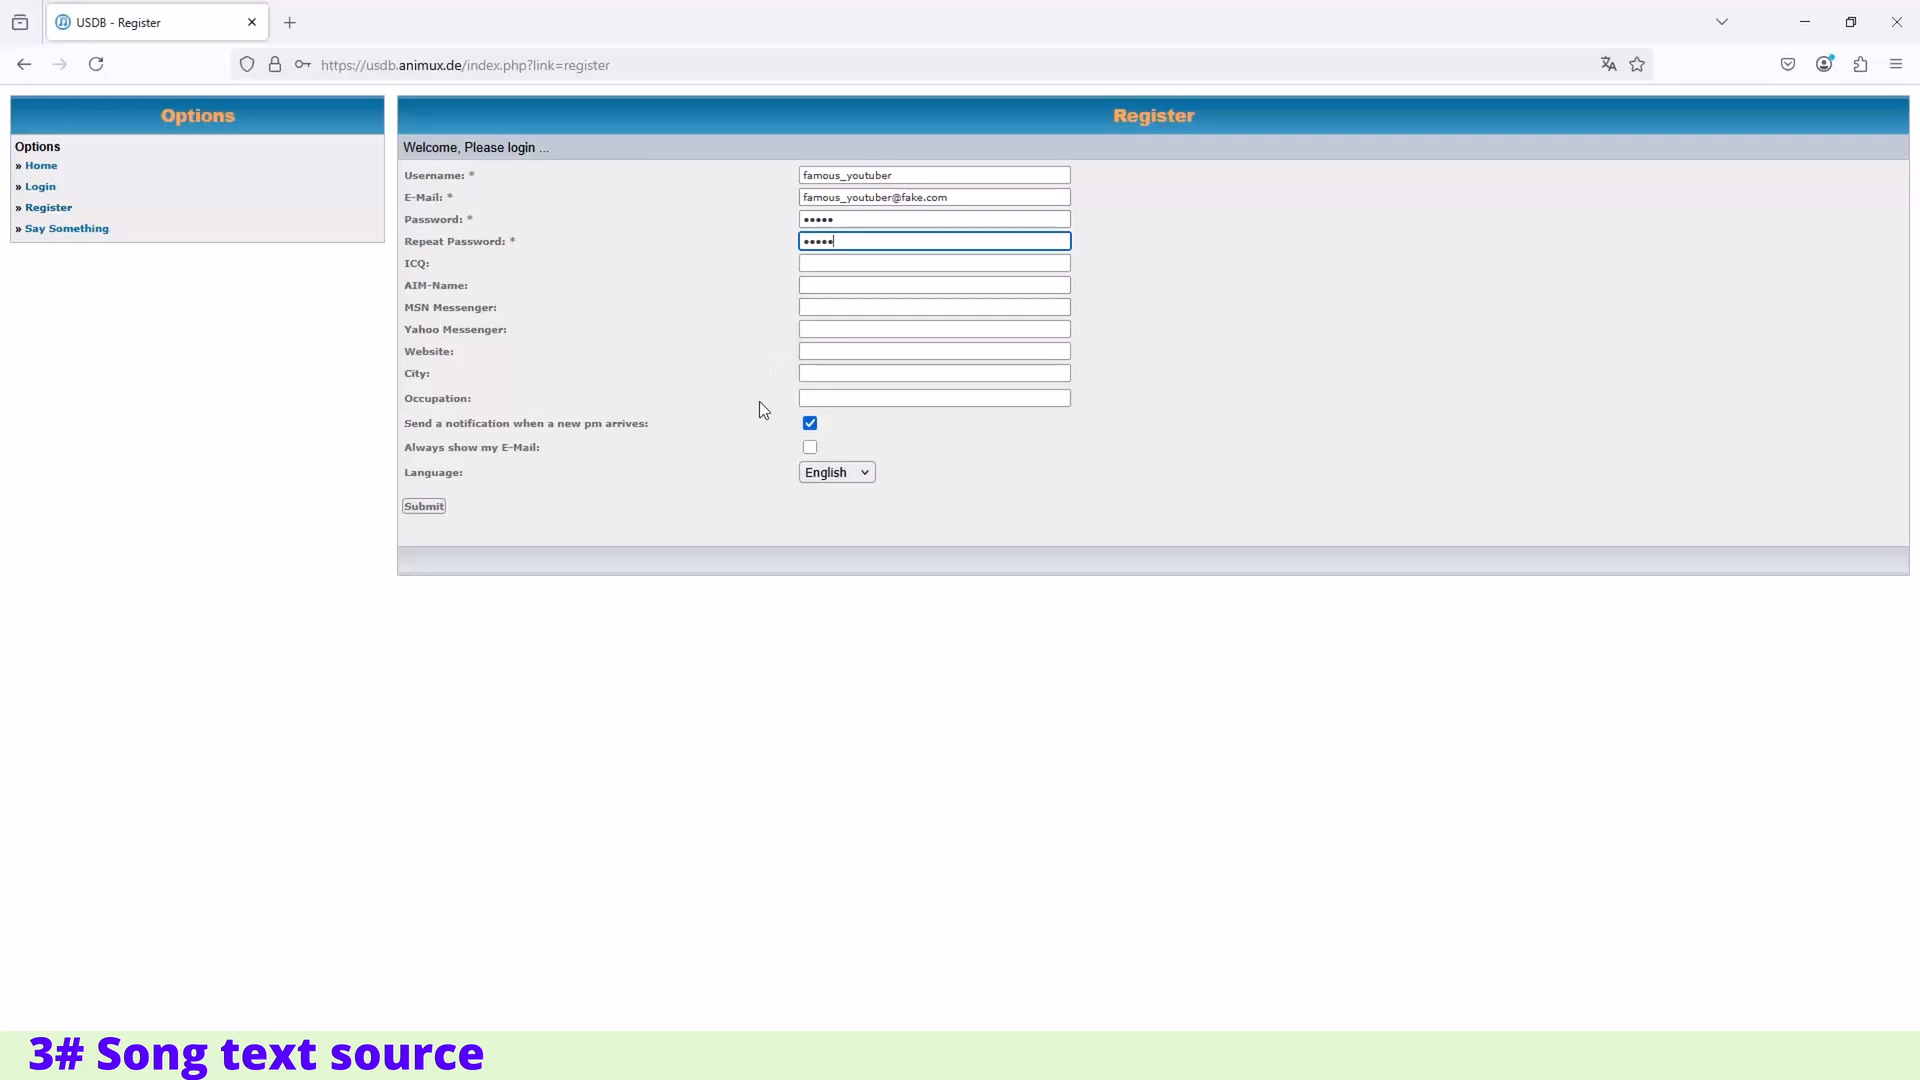 USDB - Register
https://usdb.animux.de/index.php?link=register
Options
Options
» Home
» Login
» Register
» Say Something
Register
Welcome, Please login ...
Username: * famous_youtuber
E-Mail: * famous_youtuber@fake.com
Password: * •••••
Repeat Password: * •••••
ICQ:
AIM-Name:
MSN Messenger:
Yahoo Messenger:
Website:
City:
Occupation:
Send a notification when a new pm arrives:
Always show my E-Mail:
Language: English
Submit
3# Song text source